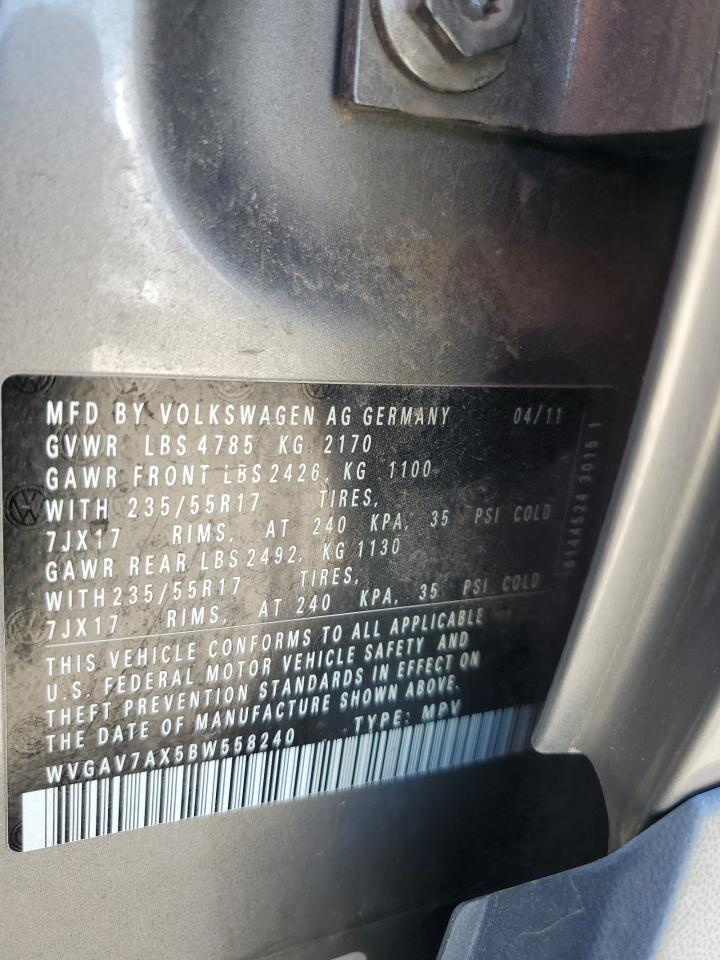 MFD BY VOLKSWAGEN AG GERMANY 04/11
GVWR LBS 4785 KG 2170
GAWR FRONT LBS 2426, KG 1100
WITH 235/55R17 TIRES,
7JX17 RIMS, AT 240 KPA, 35 PSI COLD
GAWR REAR LBS 2492, KG 1130
WITH 235/55R17 TIRES,
7JX17 RIMS, AT 240 KPA, 35 PSI COLD
THIS VEHICLE CONFORMS TO ALL APPLICABLE
U.S. FEDERAL MOTOR VEHICLE SAFETY AND
THEFT PREVENTION STANDARDS IN EFFECT ON
THE DATE OF MANUFACTURE SHOWN ABOVE.
WVGAV7AX5BW558240 TYPE: MPV